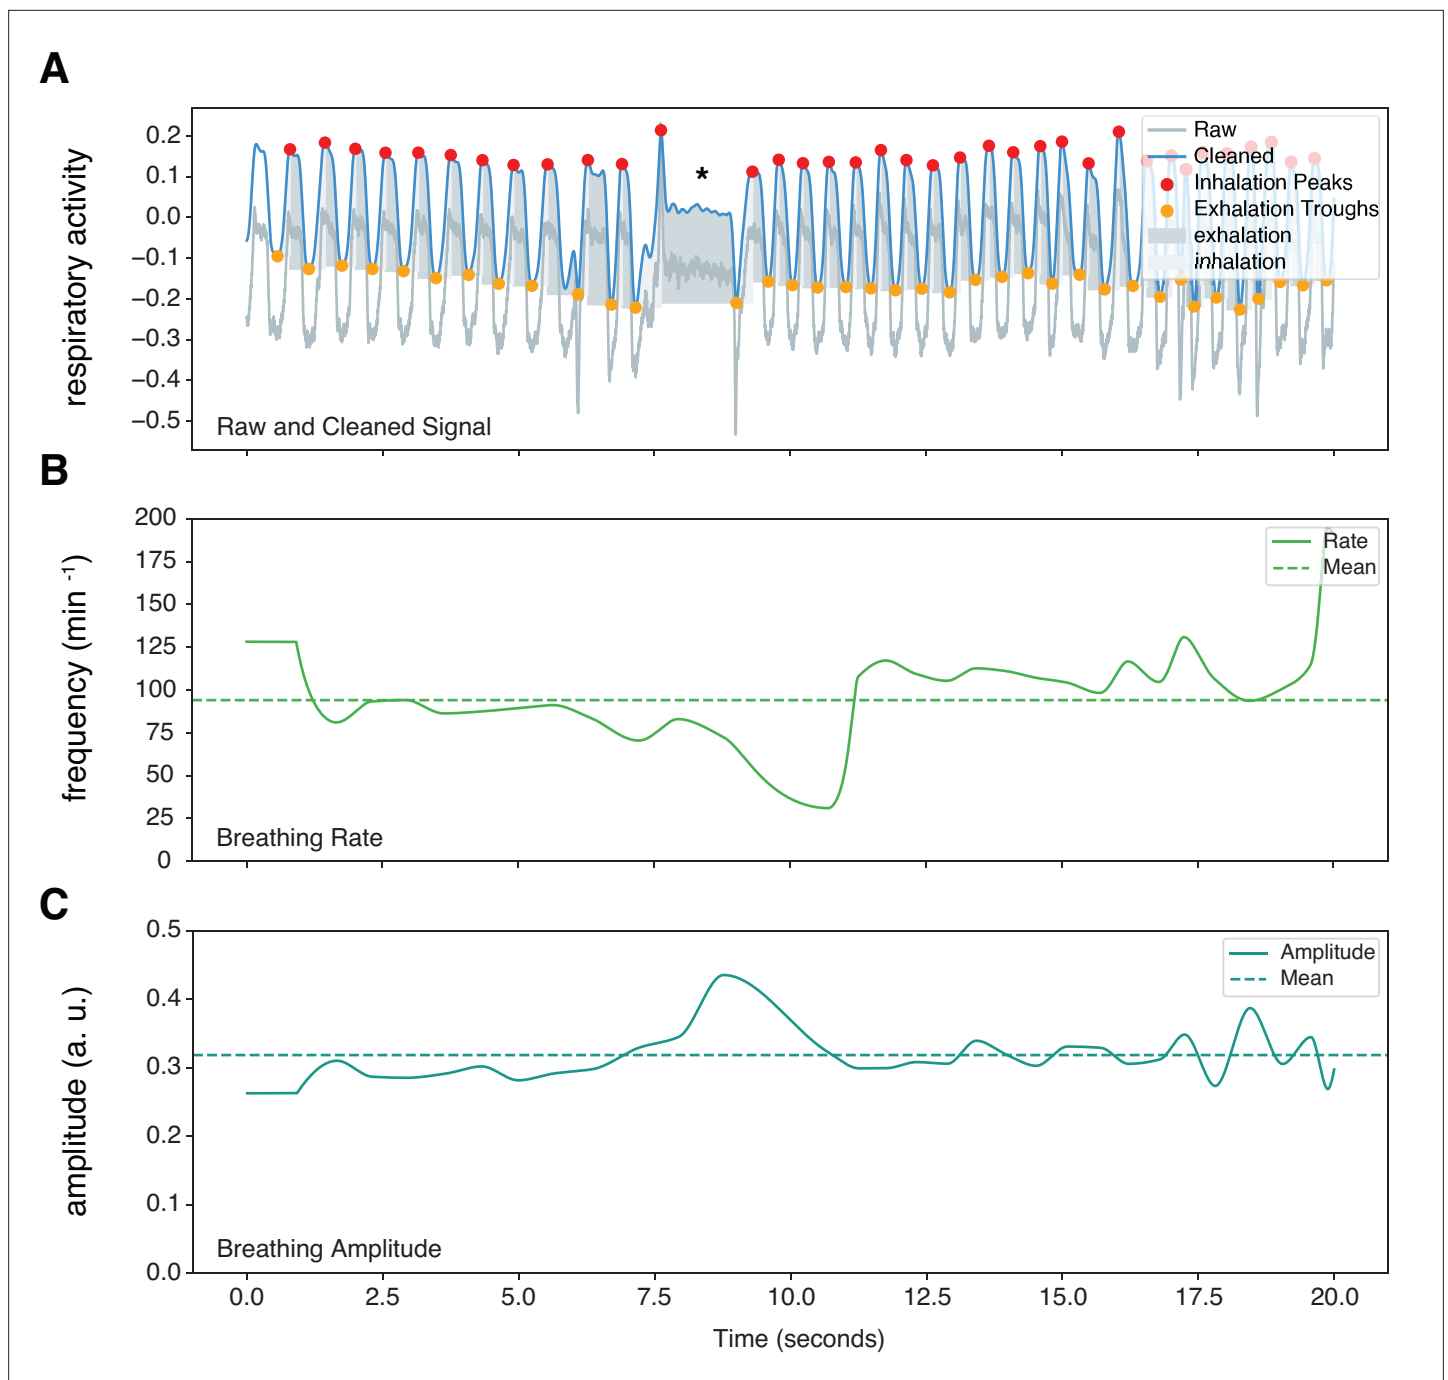 A
respiratory activity
0.2
0.1
0.0
−0.1
−0.2
−0.3
−0.4
−0.5
*
Raw
Cleaned
Inhalation Peaks
Exhalation Troughs
exhalation
inhalation
Raw and Cleaned Signal
B
frequency (min -1)
200
175
150
125
100
75
50
25
0
Rate
Mean
Breathing Rate
C
amplitude (a. u.)
0.5
0.4
0.3
0.2
0.1
0.0
Amplitude
Mean
Breathing Amplitude
0.0 2.5 5.0 7.5 10.0 12.5 15.0 17.5 20.0
Time (seconds)